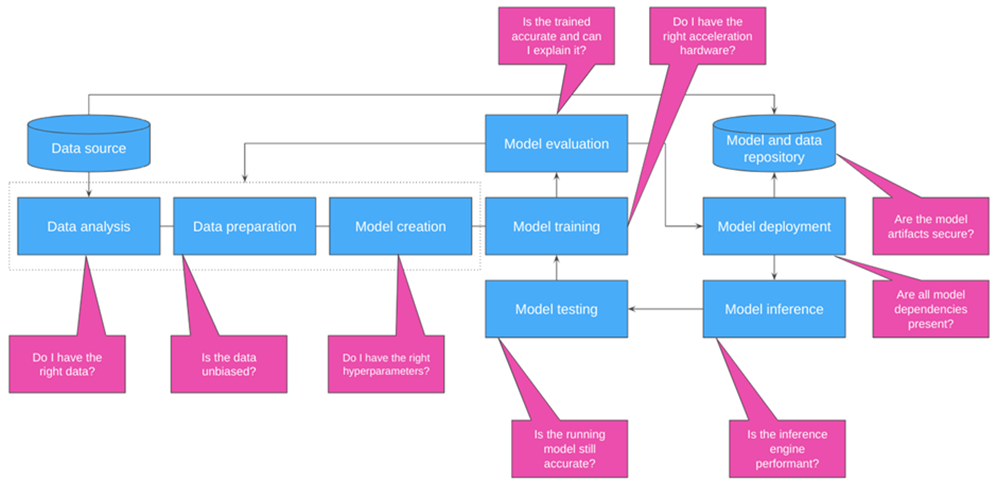 Is the trained
accurate and can
I explain it?
Do I have the
right acceleration
hardware?
Data source
Model evaluation
Model and data
repository
Data analysis
Data preparation
Model creation
Model training
Model deployment
Are the model
artifacts secure?
Model testing
Model inference
Are all model
dependencies
present?
Do I have the
right data?
Is the data
unbiased?
Do I have the right
hyperparameters?
Is the running
model still
accurate?
Is the inference
engine
performant?